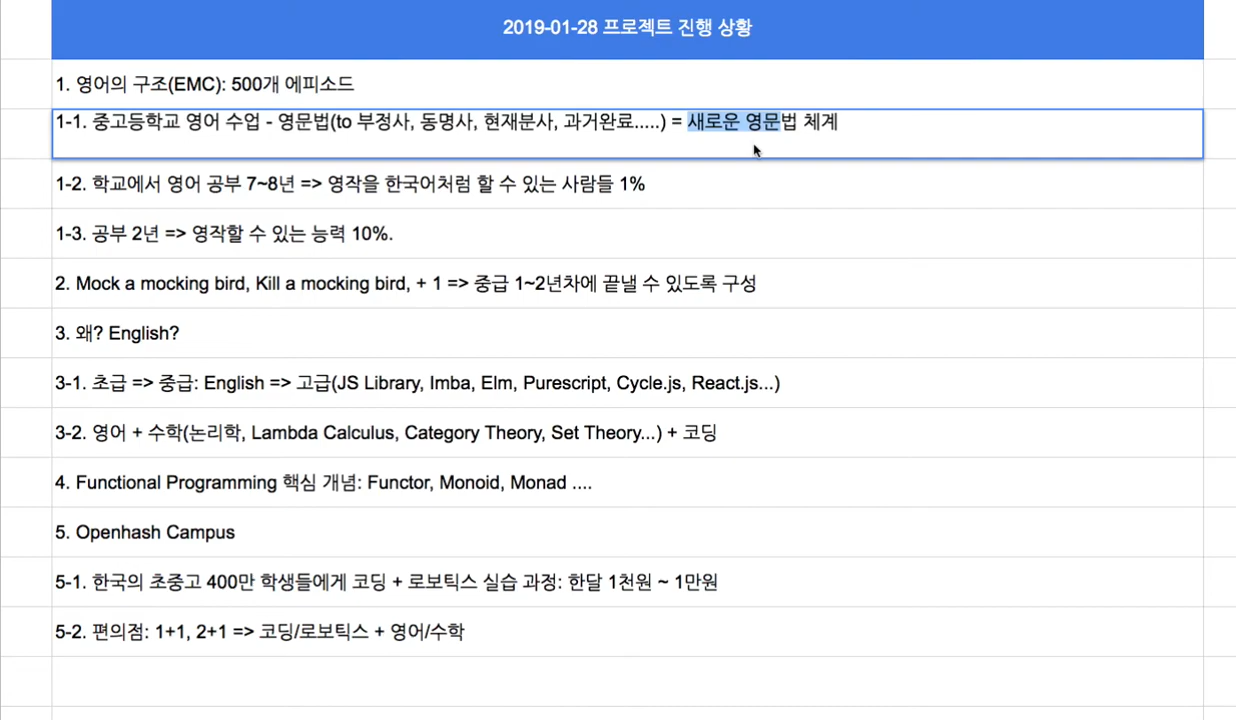 2019-01-28 프로젝트 진행 상황
1. 영어의 구조(EMC): 500개 에피소드
1-1. 중고등학교 영어 수업 - 영문법(to 부정사, 동명사, 현재분사, 과거완료.....) = 새로운 영문법 체계
1-2. 학교에서 영어 공부 7~8년 => 영작을 한국어처럼 할 수 있는 사람들 1%
1-3. 공부 2년 => 영작할 수 있는 능력 10%.
2. Mock a mocking bird, Kill a mocking bird, + 1 => 중급 1~2년차에 끝낼 수 있도록 구성
3. 왜? English?
3-1. 초급 => 중급: English => 고급(JS Library, Imba, Elm, Purescript, Cycle.js, React.js...)
3-2. 영어 + 수학(논리학, Lambda Calculus, Category Theory, Set Theory...) + 코딩
4. Functional Programming 핵심 개념: Functor, Monoid, Monad ....
5. Openhash Campus
5-1. 한국의 초중고 400만 학생들에게 코딩 + 로보틱스 실습 과정: 한달 1천원 ~ 1만원
5-2. 편의점: 1+1, 2+1 => 코딩/로보틱스 + 영어/수학